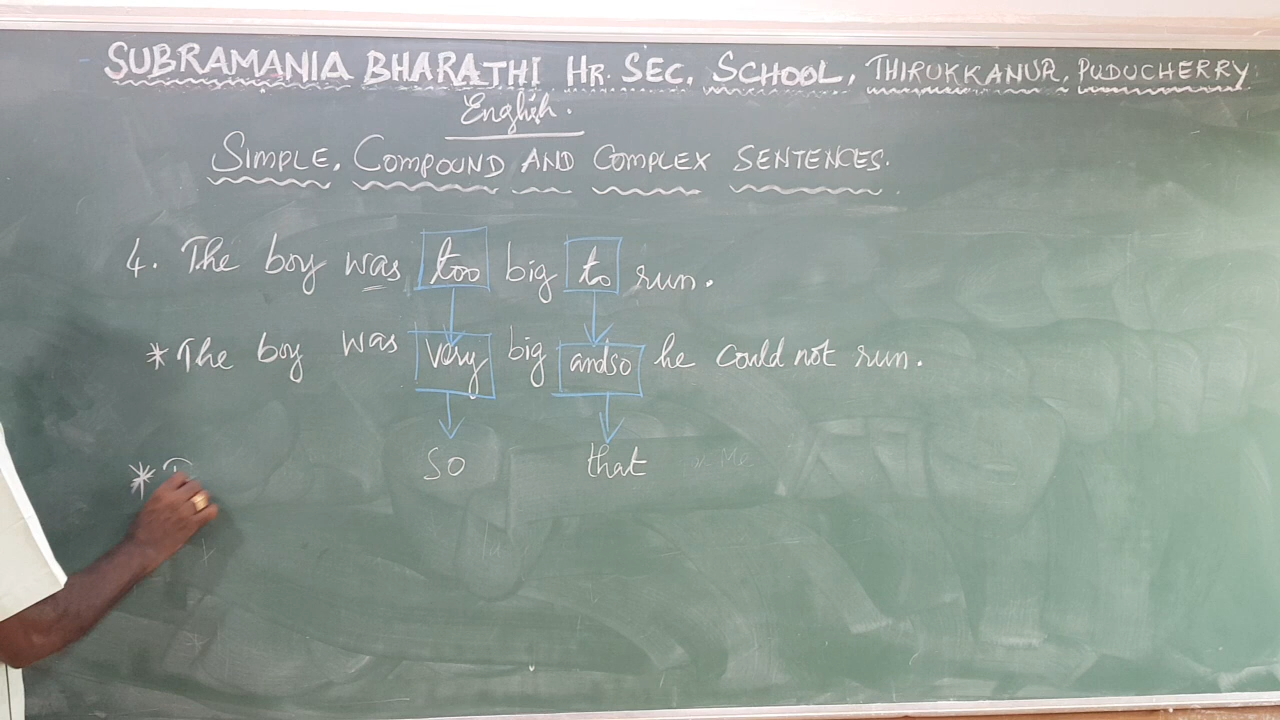 SUBRAMANIA BHARATHI HR. SEC. SCHOOL, THIRUKKANUR, PUDUCHERRY
English.
SIMPLE, COMPOUND AND COMPLEX SENTENCES.
4. The boy was too big to run.
*The boy was very big andso he could not run.
* so that